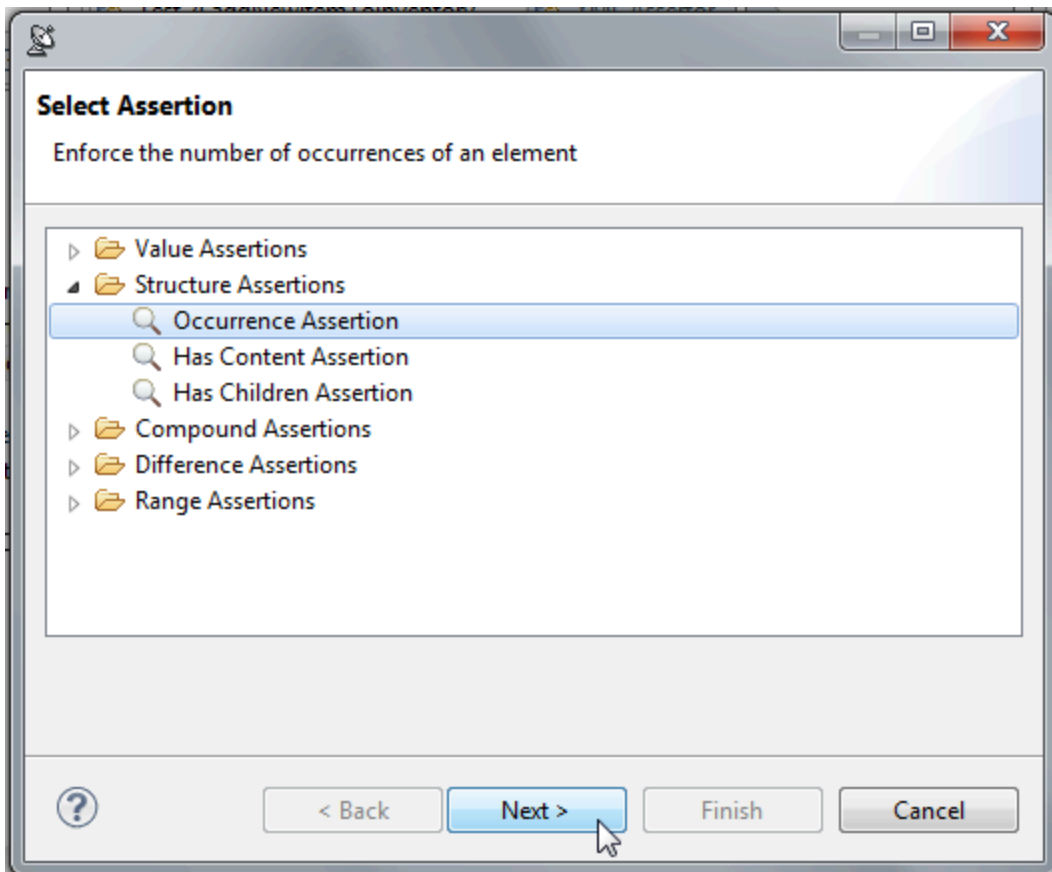 Select Assertion
Enforce the number of occurrences of an element
Value Assertions
Structure Assertions
Occurrence Assertion
Has Content Assertion
Has Children Assertion
Compound Assertions
Difference Assertions
Range Assertions
?
< Back
Next >
Finish
Cancel